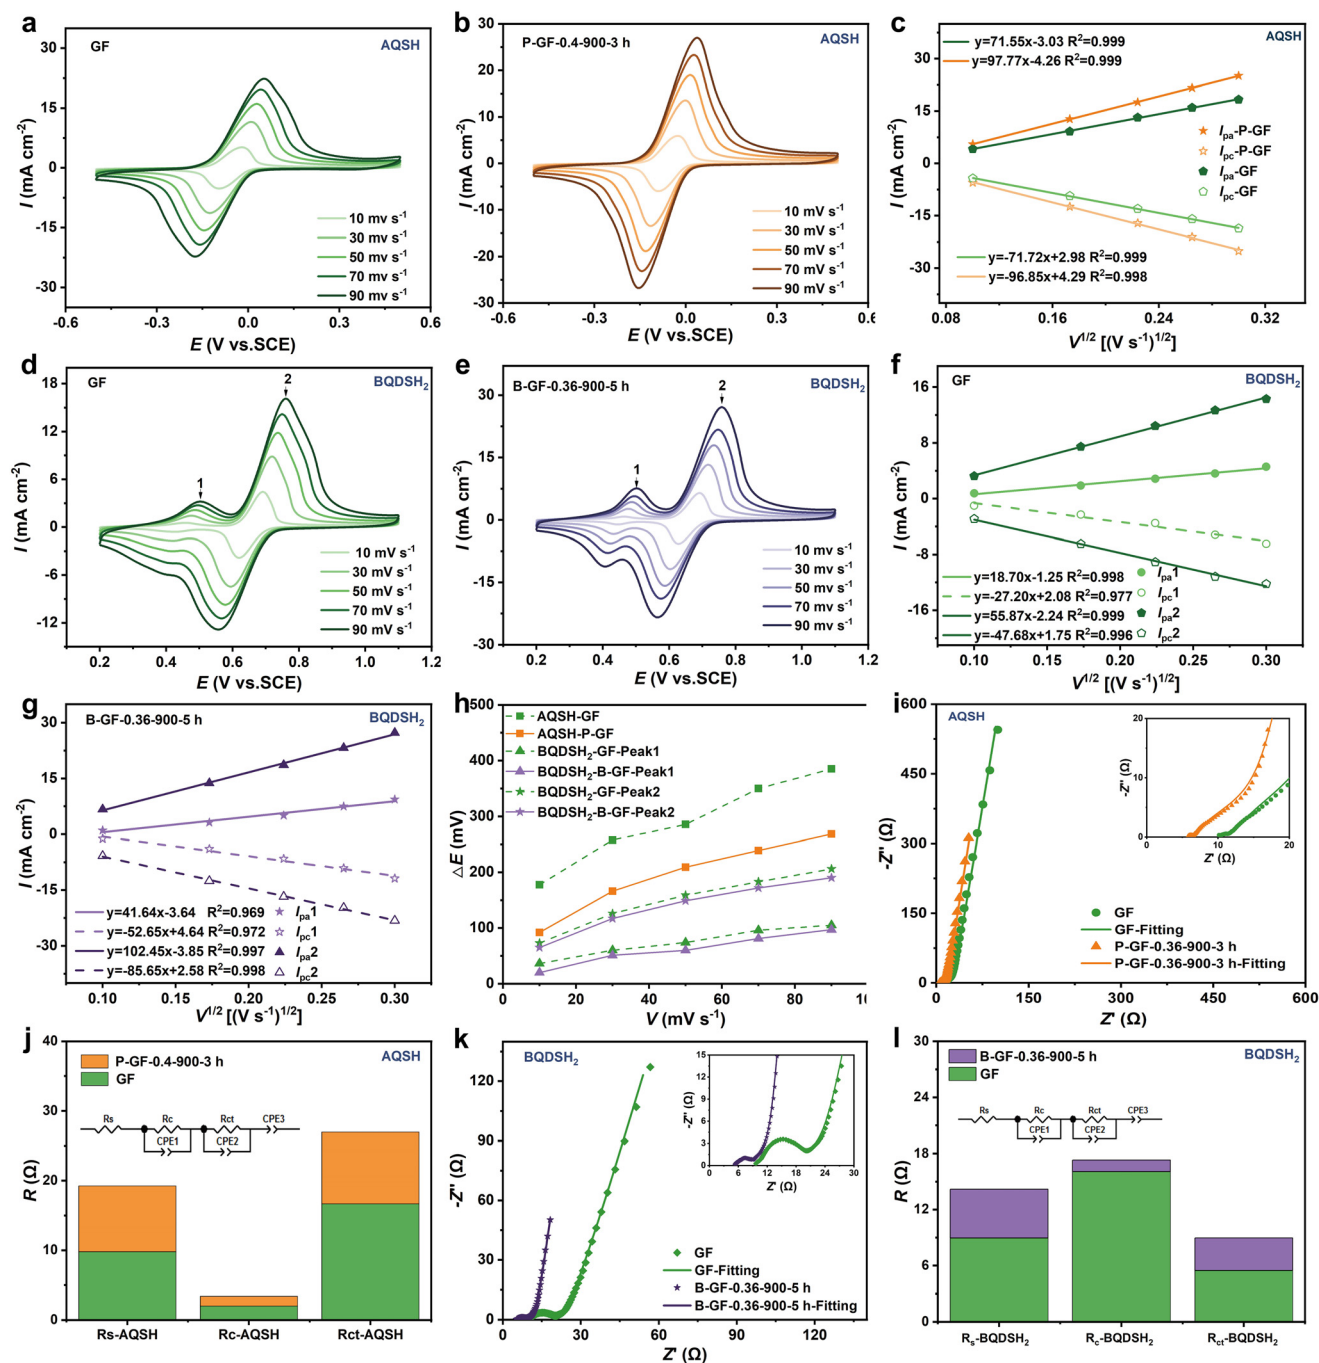 a
GF
AQSH
I (mA cm⁻²)
30
15
0
-15
-30
10 mv s⁻¹
30 mv s⁻¹
50 mV s⁻¹
70 mV s⁻¹
90 mV s⁻¹
-0.6 -0.3 0.0 0.3 0.6
E (V vs.SCE)
b
P-GF-0.4-900-3 h
AQSH
I (mA cm⁻²)
30
20
10
0
-10
-20
-30
10 mV s⁻¹
30 mV s⁻¹
50 mV s⁻¹
70 mV s⁻¹
90 mV s⁻¹
-0.6 -0.3 0.0 0.3 0.6
E (V vs.SCE)
c
y=71.55x-3.03 R²=0.999
AQSH
y=97.77x-4.26 R²=0.999
I (mA cm⁻²)
30
15
0
-15
-30
Ipa-P-GF
Ipc-P-GF
Ipa-GF
Ipc-GF
y=-71.72x+2.98 R²=0.999
y=-96.85x+4.29 R²=0.998
0.08 0.16 0.24 0.32
V¹/² [(V s⁻¹)¹/²]
d
GF
BQDSH₂
2
1
I (mA cm⁻²)
18
12
6
0
-6
-12
10 mV s⁻¹
30 mV s⁻¹
50 mV s⁻¹
70 mV s⁻¹
90 mV s⁻¹
0.2 0.4 0.6 0.8 1.0 1.2
E (V vs.SCE)
e
B-GF-0.36-900-5 h
BQDSH₂
2
1
I (mA cm⁻²)
30
15
0
-15
-30
10 mV s⁻¹
30 mV s⁻¹
50 mV s⁻¹
70 mV s⁻¹
90 mv s⁻¹
0.2 0.4 0.6 0.8 1.0 1.2
E (V vs.SCE)
f
GF
BQDSH₂
I (mA cm⁻²)
16
8
0
-8
-16
y=18.70x-1.25 R²=0.998 Ipa1
y=-27.20x+2.08 R²=0.977 Ipc1
y=55.87x-2.24 R²=0.999 Ipa2
y=-47.68x+1.75 R²=0.996 Ipc2
0.10 0.15 0.20 0.25 0.30
V¹/² [(V s⁻¹)¹/²]
g
B-GF-0.36-900-5 h
BQDSH₂
I (mA cm⁻²)
30
15
0
-15
-30
y=41.64x-3.64 R²=0.969 Ipa1
y=-52.65x+4.64 R²=0.972 Ipc1
y=102.45x-3.85 R²=0.997 Ipa2
y=-85.65x+2.58 R²=0.998 Ipc2
0.10 0.15 0.20 0.25 0.30
V¹/² [(V s⁻¹)¹/²]
h
AQSH-GF
AQSH-P-GF
BQDSH₂-GF-Peak1
BQDSH₂-B-GF-Peak1
BQDSH₂-GF-Peak2
BQDSH₂-B-GF-Peak2
△E (mV)
500
400
300
200
100
0
0 20 40 60 80 10
V (mV s⁻¹)
i
AQSH
-Z'' (Ω)
600
450
300
150
0
-Z'' (Ω)
20
10
0
0 5 10 15 20
Z' (Ω)
GF
GF-Fitting
P-GF-0.36-900-3 h
P-GF-0.36-900-3 h-Fitting
0 150 300 450 600
Z' (Ω)
j
P-GF-0.4-900-3 h
GF
AQSH
Rs Rc Rct CPE3
CPE1 CPE2
R (Ω)
40
30
20
10
0
Rs-AQSH Rc-AQSH Rct-AQSH
k
BQDSH₂
-Z'' (Ω)
120
90
60
30
0
-Z'' (Ω)
15
12
9
6
3
0
0 6 12 18 24 30
Z' (Ω)
GF
GF-Fitting
B-GF-0.36-900-5 h
B-GF-0.36-900-5 h-Fitting
0 30 60 90 120
Z' (Ω)
l
B-GF-0.36-900-5 h
GF
BQDSH₂
Rs Rc Rct CPE3
CPE1 CPE2
R (Ω)
30
24
18
12
6
0
Rs-BQDSH₂ Rc-BQDSH₂ Rct-BQDSH₂